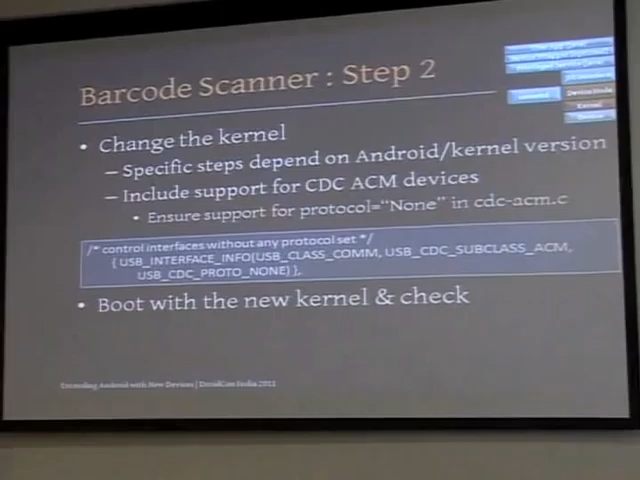 Barcode Scanner : Step 2
• Change the kernel
– Specific steps depend on Android/kernel version
– Include support for CDC ACM devices
• Ensure support for protocol="None" in cdc-acm.c
/* control interfaces without any protocol set */
{ USB_INTERFACE_INFO(USB_CLASS_COMM, USB_CDC_SUBCLASS_ACM,
USB_CDC_PROTO_NONE) },
• Boot with the new kernel & check
Extending Android with New Devices | DroidCon India 2011
Kernel